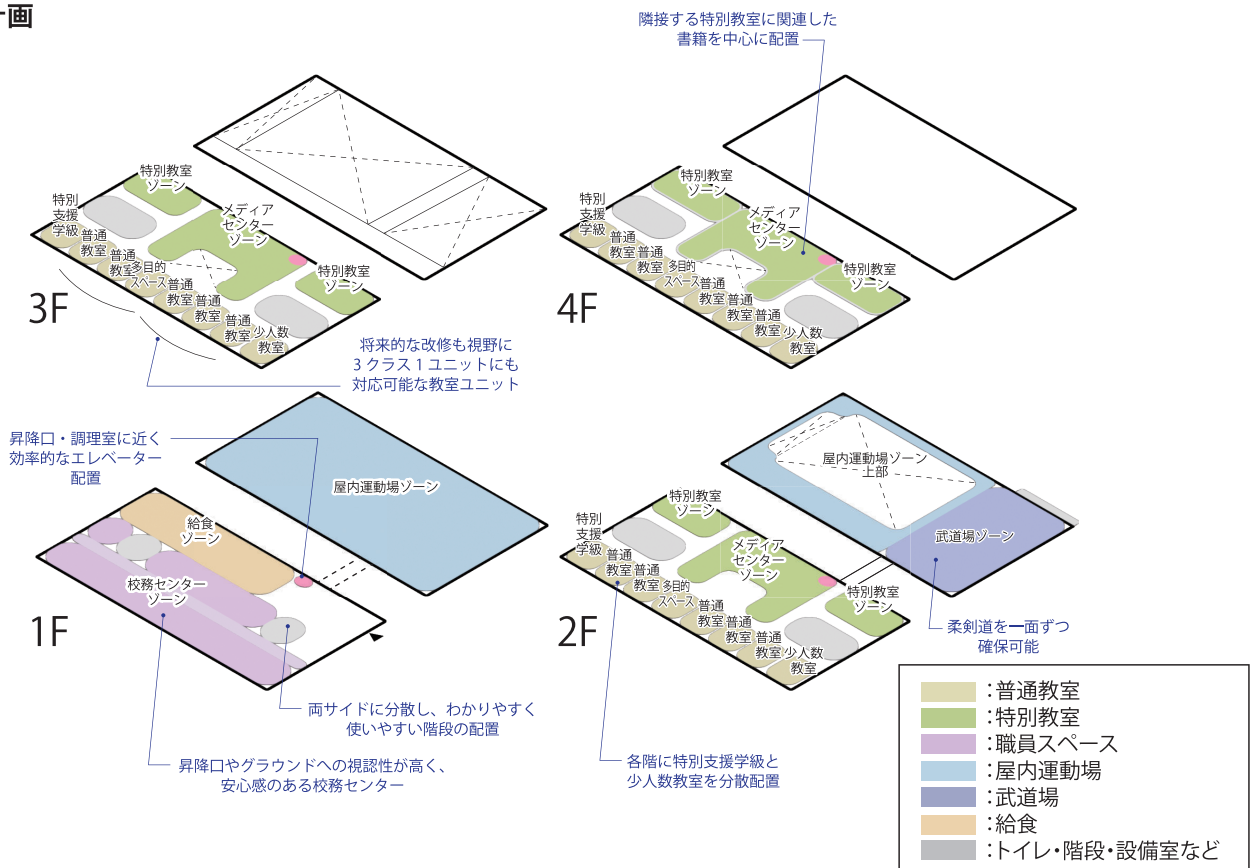 計画
隣接する特別教室に関連した
書籍を中心に配置
特別教室
ゾーン
特別
支援
学級
メディア
センター
ゾーン
普通
教室
普通
教室
多目的
スペース
特別教室
ゾーン
普通
教室
普通
教室
普通
教室
少人数
教室
3F
将来的な改修も視野に
3 クラス 1 ユニットにも
対応可能な教室ユニット
特別教室
ゾーン
特別
支援
学級
メディア
センター
ゾーン
普通
教室
普通
教室
多目的
スペース
特別教室
ゾーン
普通
教室
普通
教室
普通
教室
少人数
教室
4F
昇降口・調理室に近く
効率的なエレベーター
配置
屋内運動場ゾーン
給食
ゾーン
校務センター
ゾーン
1F
両サイドに分散し、わかりやすく
使いやすい階段の配置
昇降口やグラウンドへの視認性が高く、
安心感のある校務センター
屋内運動場ゾーン
上部
特別教室
ゾーン
特別
支援
学級
武道場ゾーン
メディア
センター
ゾーン
普通
教室
普通
教室
多目的
スペース
特別教室
ゾーン
普通
教室
普通
教室
普通
教室
少人数
教室
2F
柔剣道を一面ずつ
確保可能
各階に特別支援学級と
少人数教室を分散配置
：普通教室
：特別教室
：職員スペース
：屋内運動場
：武道場
：給食
：トイレ・階段・設備室など